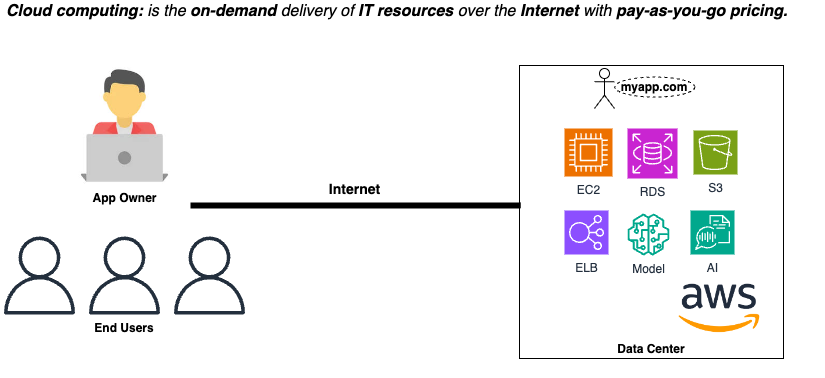 Cloud computing: is the on-demand delivery of IT resources over the Internet with pay-as-you-go pricing.
myapp.com
App Owner
Internet
EC2
RDS
S3
ELB
Model
AI
aws
End Users
Data Center